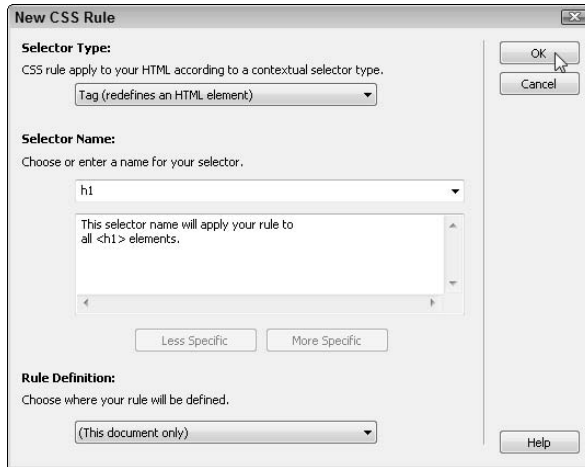 New CSS Rule
Selector Type:
CSS rule apply to your HTML according to a contextual selector type.
Tag (redefines an HTML element)
Selector Name:
Choose or enter a name for your selector.
h1
This selector name will apply your rule to
all <h1> elements.
Less Specific
More Specific
Rule Definition:
Choose where your rule will be defined.
(This document only)
OK
Cancel
Help